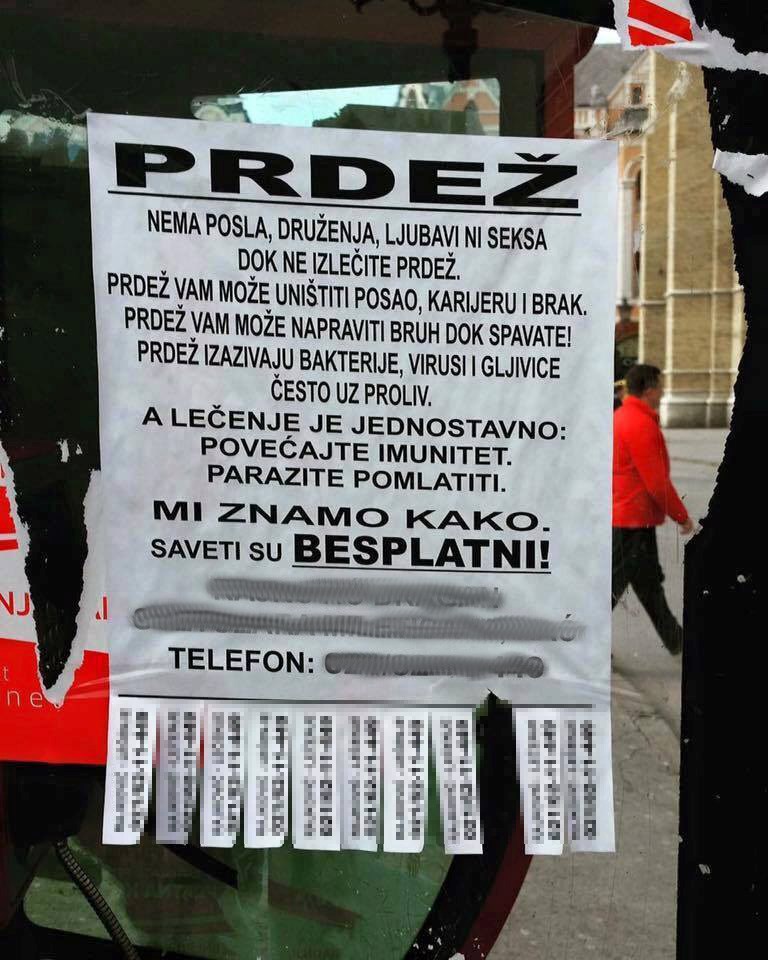 PRDEŽ
NEMA POSLA, DRUŽENJA, LJUBAVI NI SEKSA
DOK NE IZLEČITE PRDEŽ.
PRDEŽ VAM MOŽE UNIŠTITI POSAO, KARIJERU I BRAK.
PRDEŽ VAM MOŽE NAPRAVITI BRUH DOK SPAVATE!
PRDEŽ IZAZIVAJU BAKTERIJE, VIRUSI I GLJIVICE
ČESTO UZ PROLIV.
A LEČENJE JE JEDNOSTAVNO:
POVEĆAJTE IMUNITET.
PARAZITE POMLATITI.
MI ZNAMO KAKO.
SAVETI SU BESPLATNI!
TELEFON: